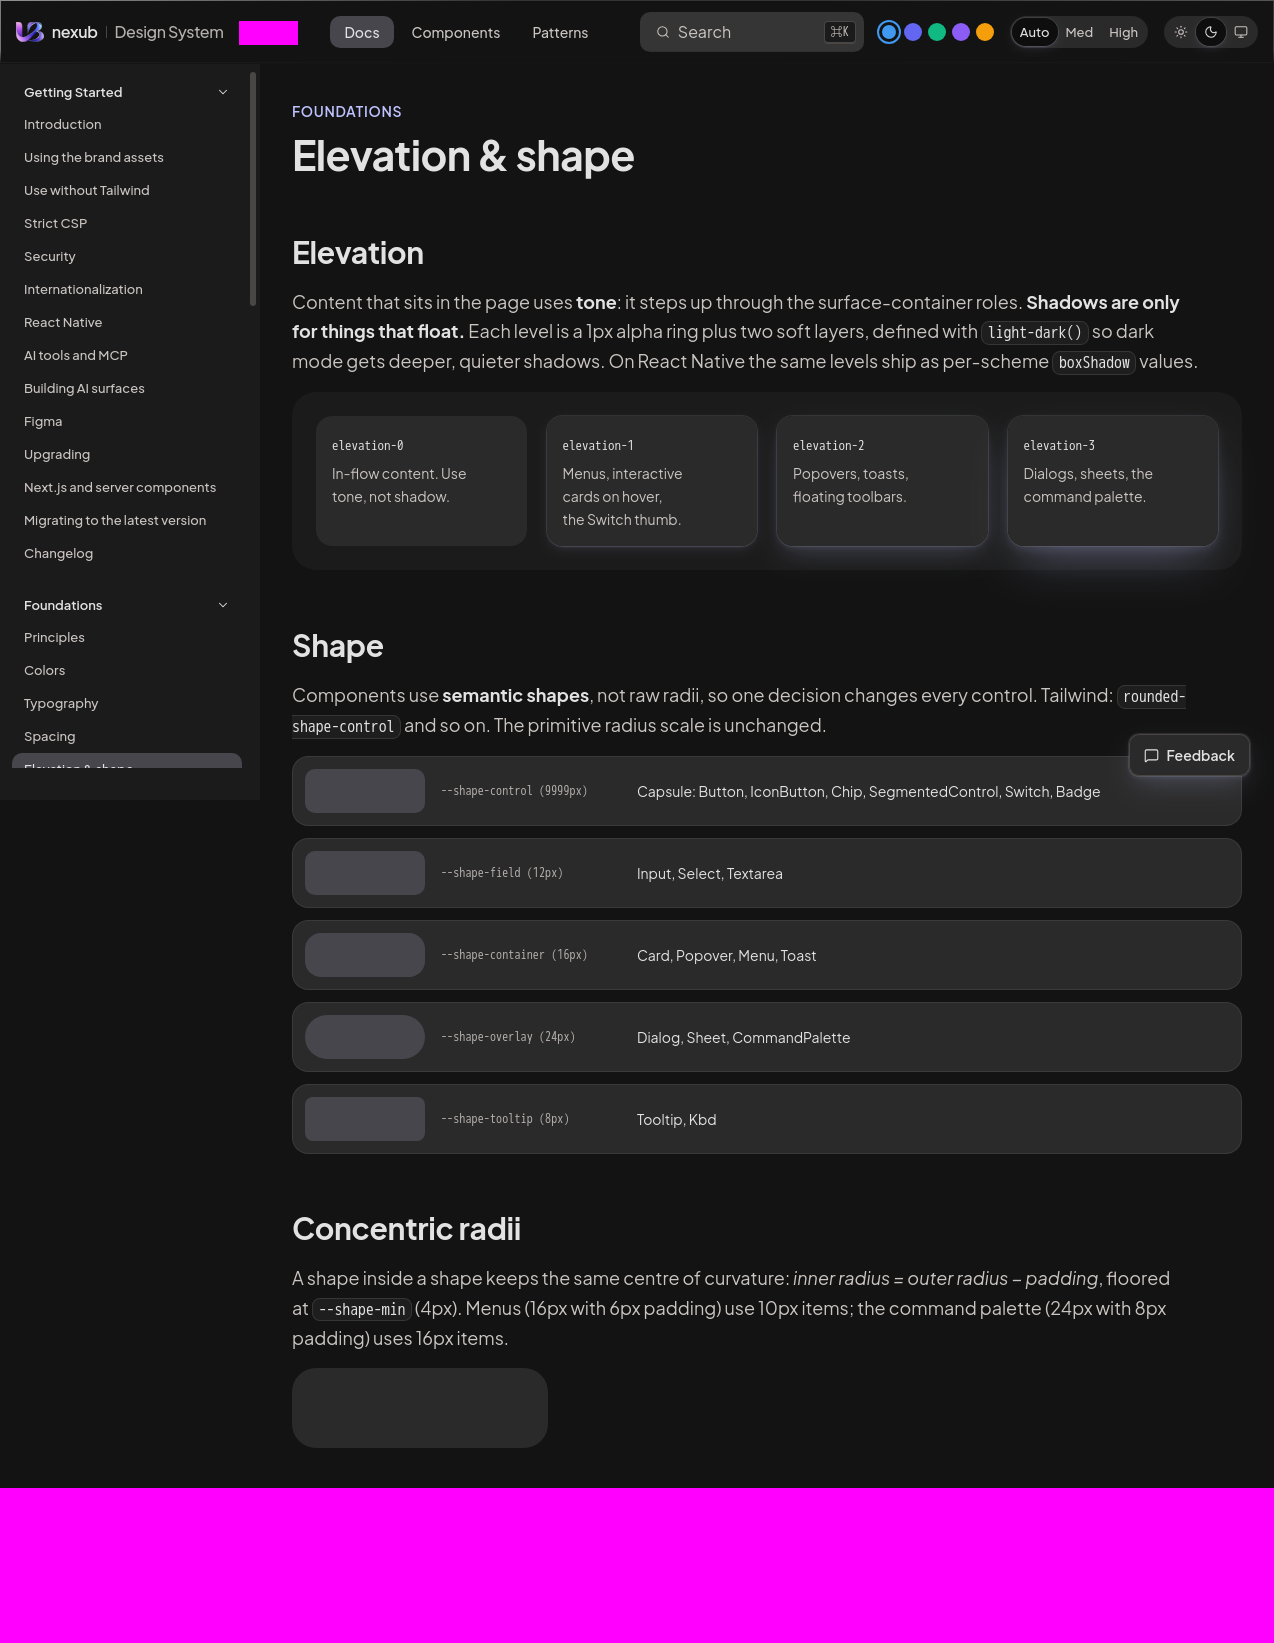 nexub | Design System
Docs
Components
Patterns
Search
⌘K
Auto
Med
High
Getting Started
Introduction
Using the brand assets
Use without Tailwind
Strict CSP
Security
Internationalization
React Native
AI tools and MCP
Building AI surfaces
Figma
Upgrading
Next.js and server components
Migrating to the latest version
Changelog
Foundations
Principles
Colors
Typography
Spacing
Elevation & shape
FOUNDATIONS
Elevation & shape
Elevation
Content that sits in the page uses tone: it steps up through the surface-container roles. Shadows are only
for things that float. Each level is a 1px alpha ring plus two soft layers, defined with light-dark() so dark
mode gets deeper, quieter shadows. On React Native the same levels ship as per-scheme boxShadow values.
elevation-0
In-flow content. Use
tone, not shadow.
elevation-1
Menus, interactive
cards on hover,
the Switch thumb.
elevation-2
Popovers, toasts,
floating toolbars.
elevation-3
Dialogs, sheets, the
command palette.
Shape
Components use semantic shapes, not raw radii, so one decision changes every control. Tailwind: rounded-
shape-control and so on. The primitive radius scale is unchanged.
Feedback
--shape-control (9999px)
Capsule: Button, IconButton, Chip, SegmentedControl, Switch, Badge
--shape-field (12px)
Input, Select, Textarea
--shape-container (16px)
Card, Popover, Menu, Toast
--shape-overlay (24px)
Dialog, Sheet, CommandPalette
--shape-tooltip (8px)
Tooltip, Kbd
Concentric radii
A shape inside a shape keeps the same centre of curvature: inner radius = outer radius − padding, floored
at --shape-min (4px). Menus (16px with 6px padding) use 10px items; the command palette (24px with 8px
padding) uses 16px items.